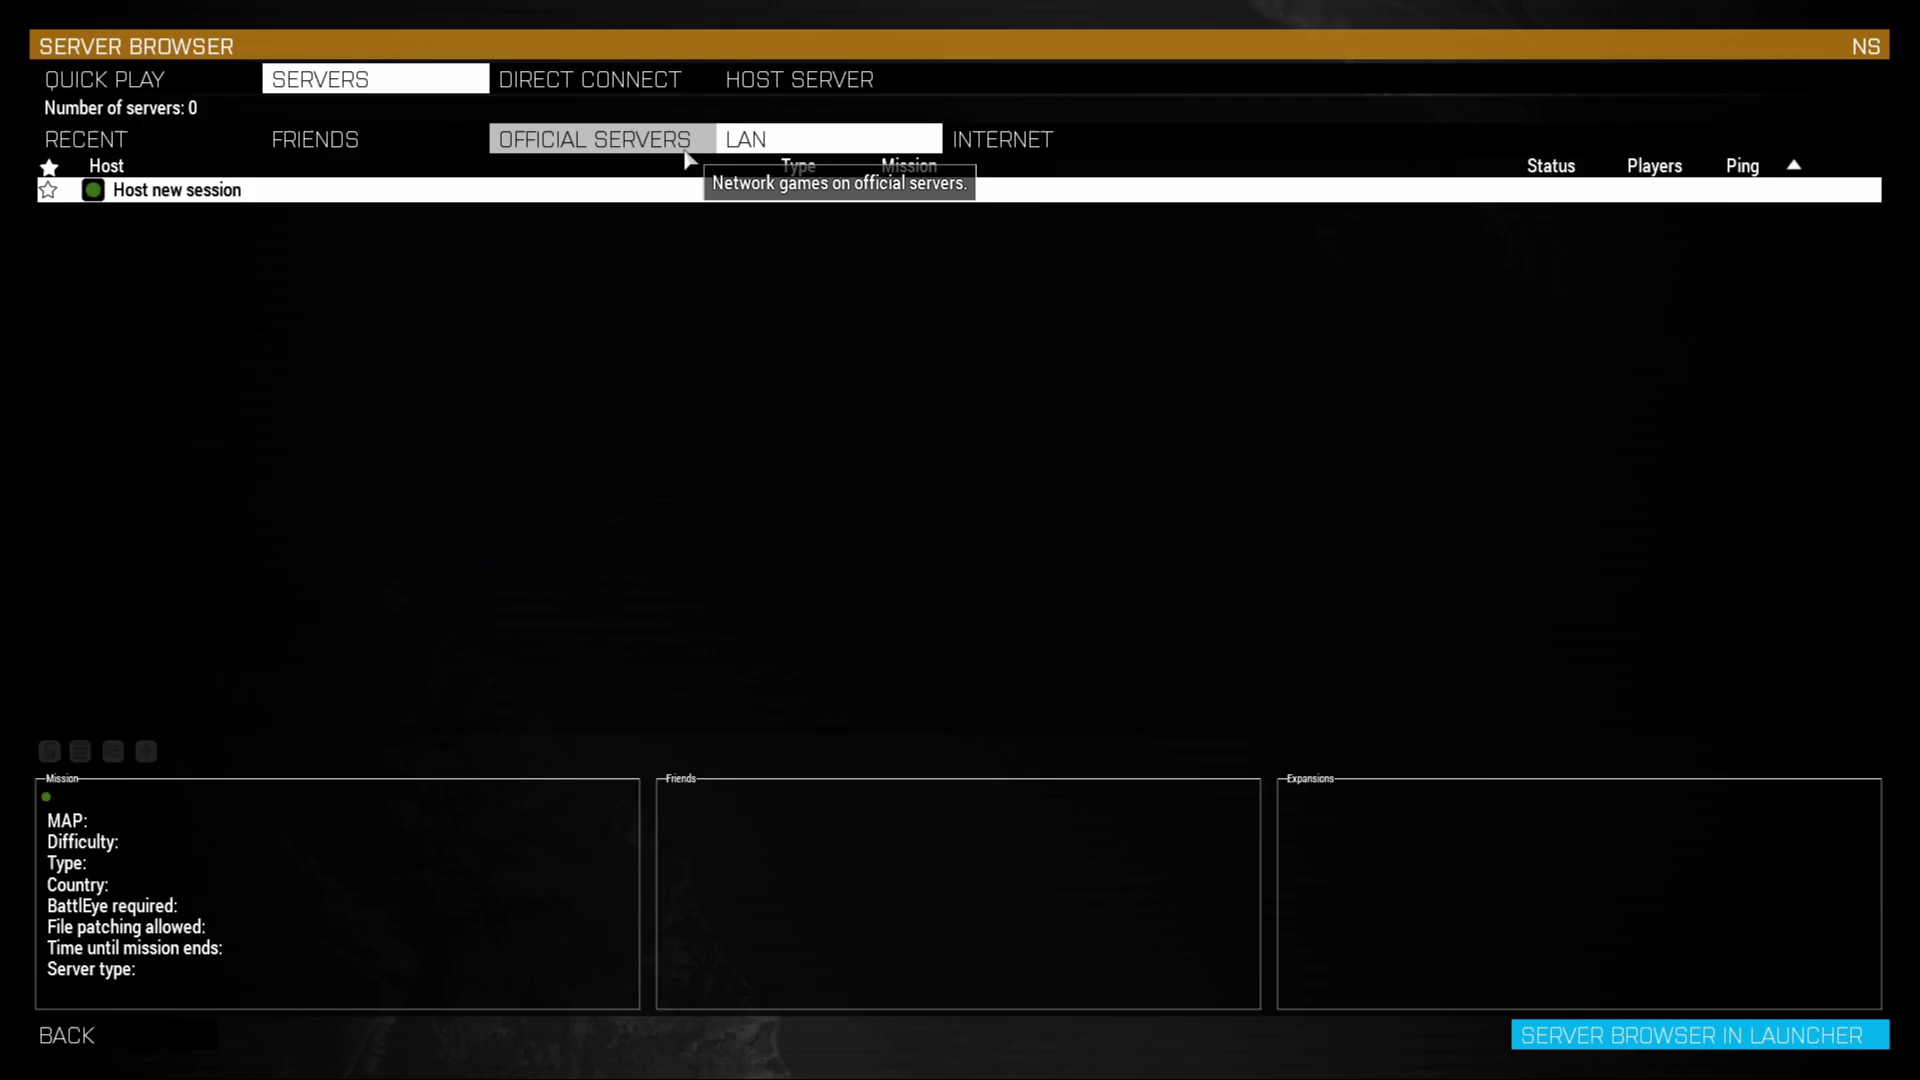 SERVER BROWSER NS
QUICK PLAY SERVERS DIRECT CONNECT HOST SERVER
Number of servers: 0
RECENT FRIENDS OFFICIAL SERVERS LAN INTERNET
Host Type Mission Status Players Ping
Network games on official servers.
Host new session
Mission
MAP:
Difficulty:
Type:
Country:
BattlEye required:
File patching allowed:
Time until mission ends:
Server type:
Friends
Expansions
BACK SERVER BROWSER IN LAUNCHER